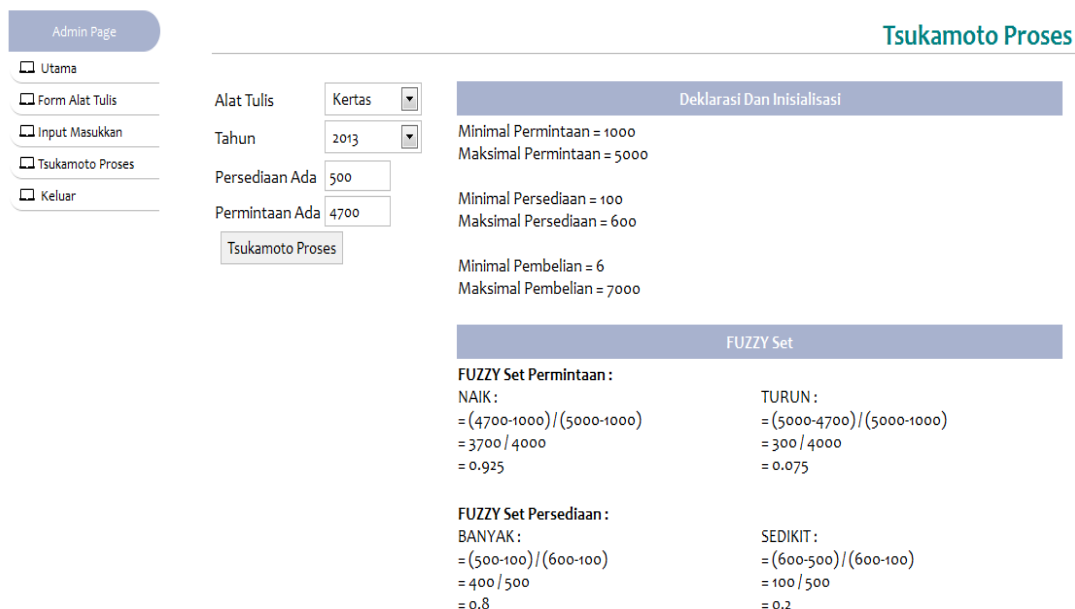 Admin Page
Utama
Form Alat Tulis
Input Masukkan
Tsukamoto Proses
Keluar
Tsukamoto Proses
Alat Tulis Kertas
Tahun 2013
Persediaan Ada 500
Permintaan Ada 4700
Tsukamoto Proses
Deklarasi Dan Inisialisasi
Minimal Permintaan = 1000
Maksimal Permintaan = 5000
Minimal Persediaan = 100
Maksimal Persediaan = 600
Minimal Pembelian = 6
Maksimal Pembelian = 7000
FUZZY Set
FUZZY Set Permintaan :
NAIK :
= (4700-1000) / (5000-1000)
= 3700 / 4000
= 0.925
TURUN :
= (5000-4700) / (5000-1000)
= 300 / 4000
= 0.075
FUZZY Set Persediaan :
BANYAK :
= (500-100) / (600-100)
= 400 / 500
= 0.8
SEDIKIT :
= (600-500) / (600-100)
= 100 / 500
= 0.2